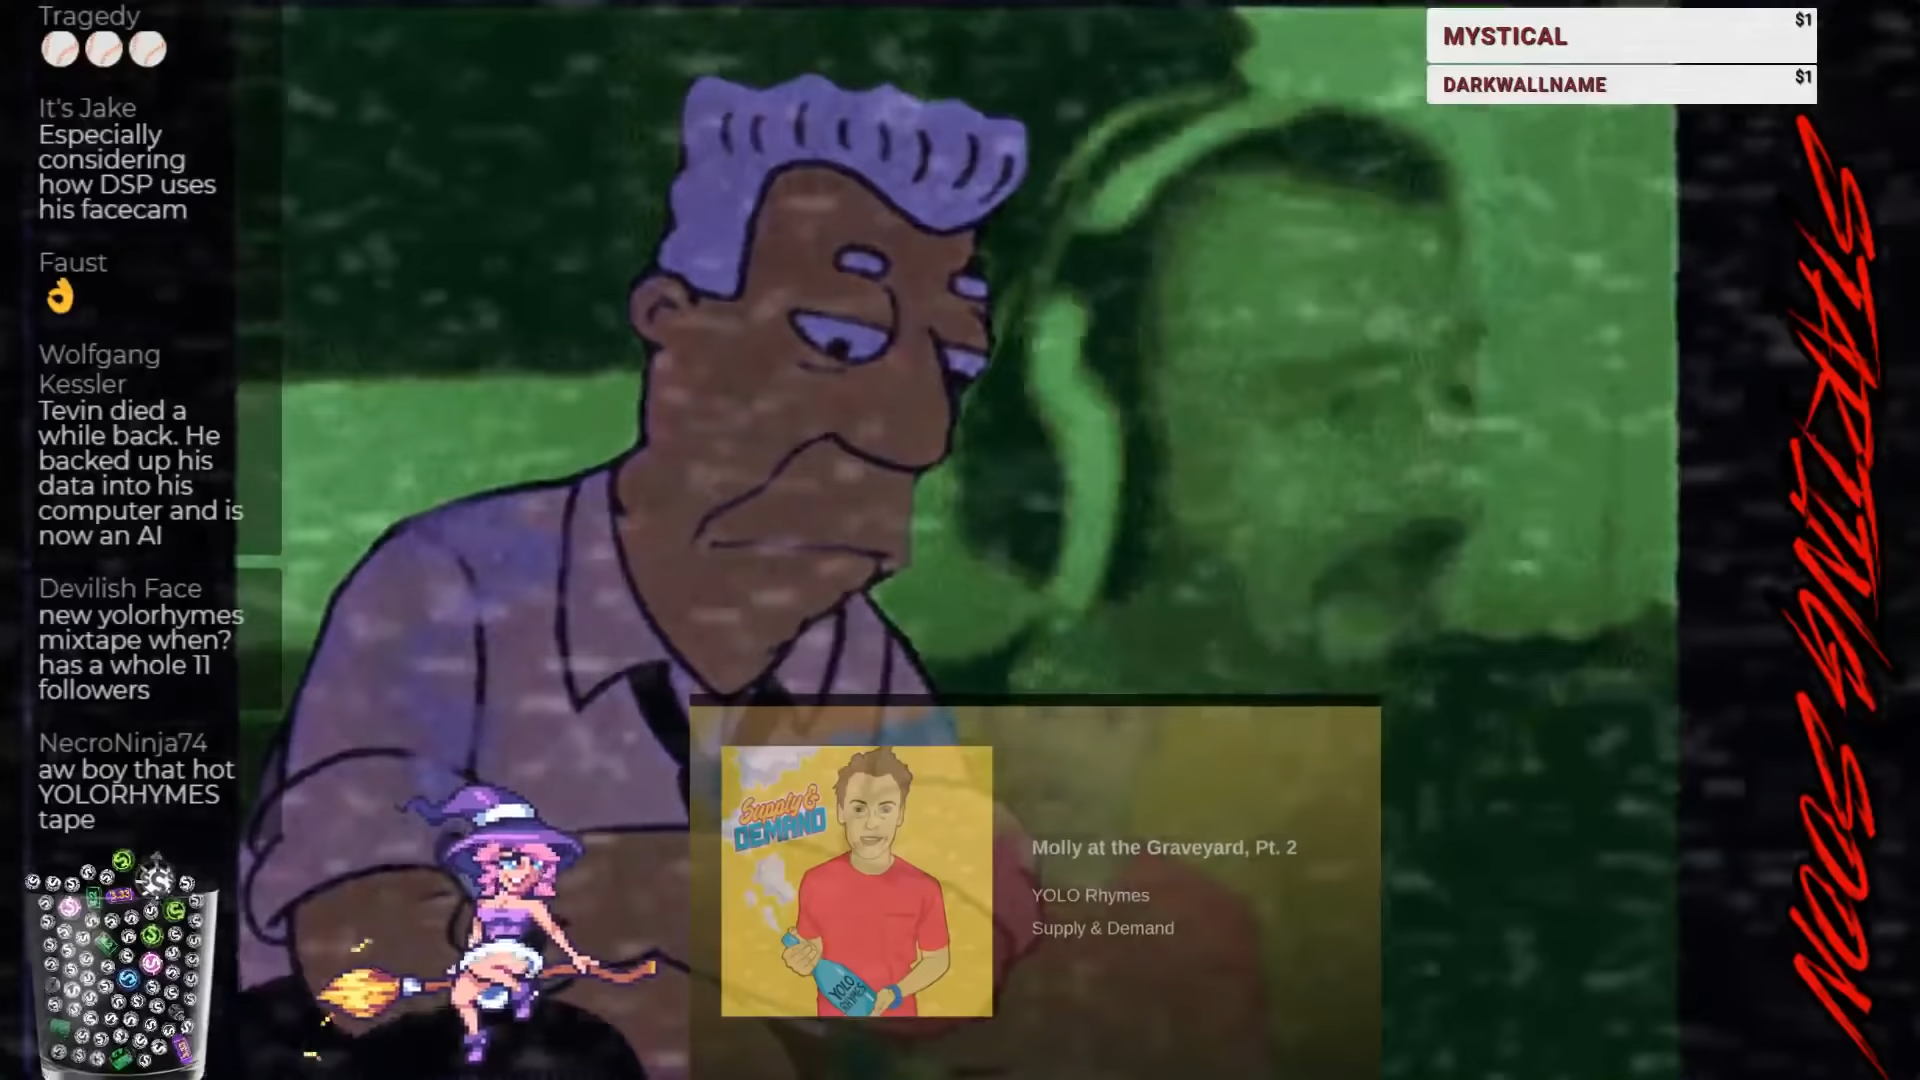 Tragedy
It's Jake
Especially
considering
how DSP uses
his facecam
Faust
Wolfgang
Kessler
Tevin died a
while back. He
backed up his
data into his
computer and is
now an AI
Devilish Face
new yolorhymes
mixtape when?
has a whole 11
followers
NecroNinja74
aw boy that hot
YOLORHYMES
tape
MYSTICAL $1
DARKWALLNAME $1
Supply &
DEMAND
YOLO
RHYMES
Molly at the Graveyard, Pt. 2
YOLO Rhymes
Supply & Demand